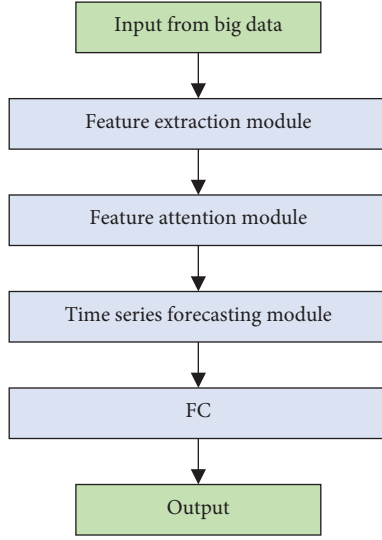 Input from big data
Feature extraction module
Feature attention module
Time series forecasting module
FC
Output